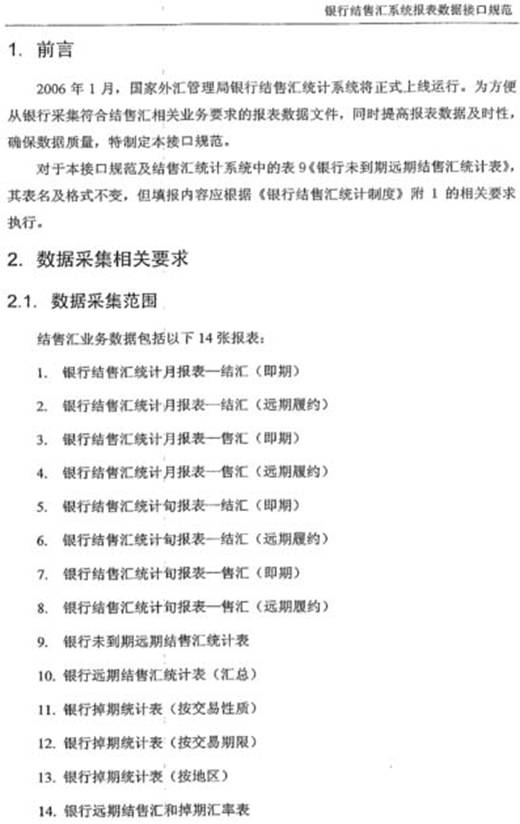 银行结售汇系统报表数据接口规范
1. 前言
2006 年 1 月，国家外汇管理局银行结售汇统计系统将正式上线运行。为方便
从银行采集符合结售汇相关业务要求的报表数据文件，同时提高报表数据及时性，
确保数据质量，特制定本接口规范。
对于本接口规范及结售汇统计系统中的表 9《银行未到期远期结售汇统计表》，
其表名及格式不变，但填报内容应根据《银行结售汇统计制度》附 1 的相关要求
执行。
2. 数据采集相关要求
2.1. 数据采集范围
结售汇业务数据包括以下 14 张报表：
1. 银行结售汇统计月报表—结汇（即期）
2. 银行结售汇统计月报表—结汇（远期履约）
3. 银行结售汇统计月报表—售汇（即期）
4. 银行结售汇统计月报表—售汇（远期履约）
5. 银行结售汇统计旬报表—结汇（即期）
6. 银行结售汇统计旬报表—结汇（远期履约）
7. 银行结售汇统计旬报表—售汇（即期）
8. 银行结售汇统计旬报表—售汇（远期履约）
9. 银行未到期远期结售汇统计表
10. 银行远期结售汇统计表（汇总）
11. 银行掉期统计表（按交易性质）
12. 银行掉期统计表（按交易期限）
13. 银行掉期统计表（按地区）
14. 银行远期结售汇和掉期汇率表